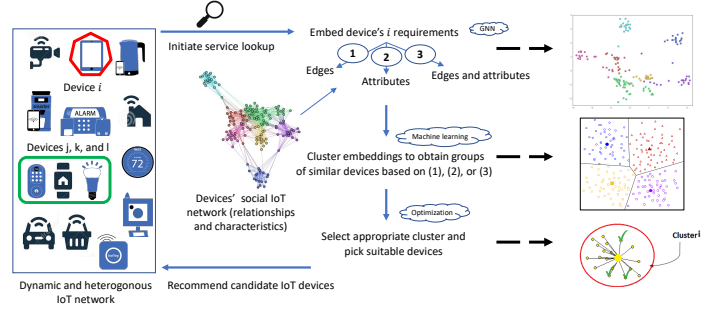 Initiate service lookup
Embed device's i requirements
GNN
1
2
3
Edges
Attributes
Edges and attributes
Device i
ALARM
Devices j, k, and l
72
Devices' social IoT
network (relationships
and characteristics)
Machine learning
Cluster embeddings to obtain groups
of similar devices based on (1), (2), or (3)
Optimization
Select appropriate cluster and
pick suitable devices
Cluster i
Recommend candidate IoT devices
Dynamic and heterogonous
IoT network